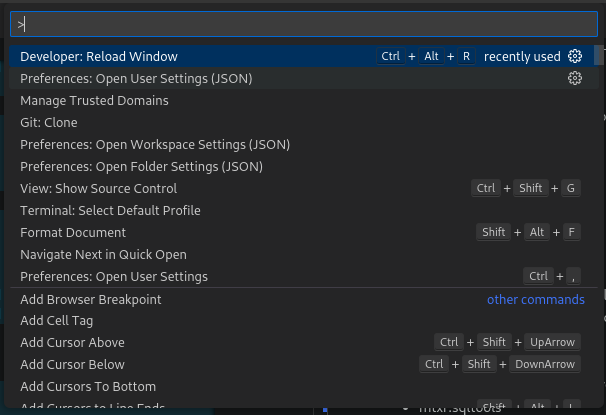 >
Developer: Reload Window Ctrl + Alt + R recently used
Preferences: Open User Settings (JSON)
Manage Trusted Domains
Git: Clone
Preferences: Open Workspace Settings (JSON)
Preferences: Open Folder Settings (JSON)
View: Show Source Control Ctrl + Shift + G
Terminal: Select Default Profile
Format Document Shift + Alt + F
Navigate Next in Quick Open
Preferences: Open User Settings Ctrl + ,
Add Browser Breakpoint other commands
Add Cell Tag
Add Cursor Above Ctrl + Shift + UpArrow
Add Cursor Below Ctrl + Shift + DownArrow
Add Cursors To Bottom
Add Cursors to Line Ends Shift + Alt + I
mtxr.sqltools